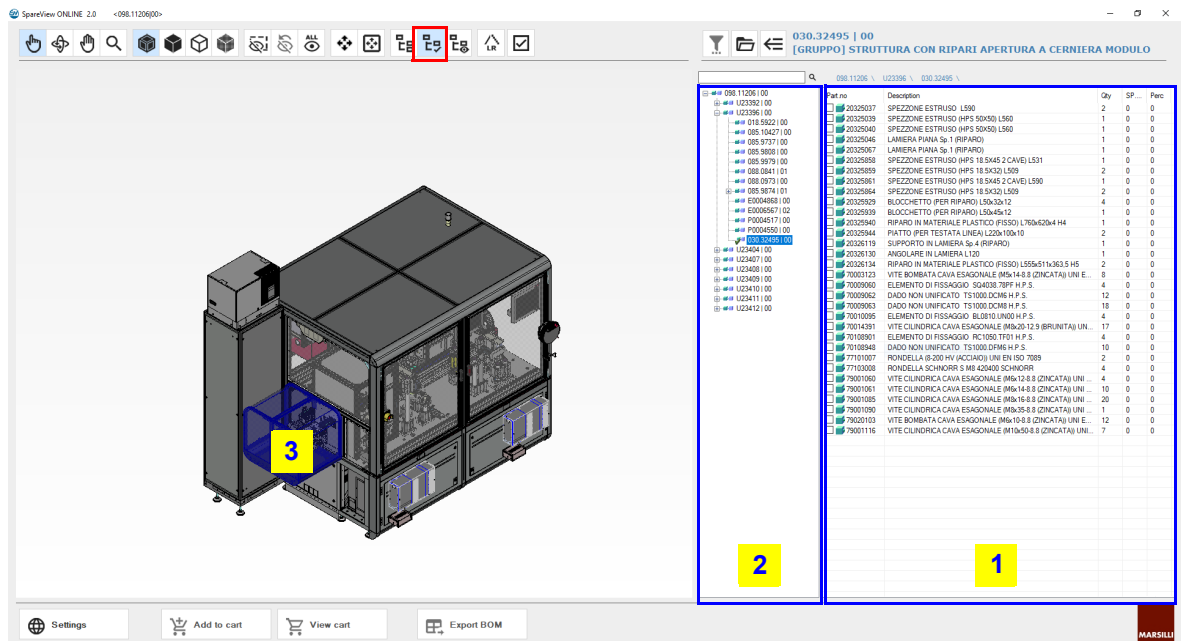 SpareView ONLINE 2.0 <098.11206|00>
ALL
LR
030.32495 | 00
[GRUPPO] STRUTTURA CON RIPARI APERTURA A CERNIERA MODULO
098.11206 \ U23396 \ 030.32495 \
098.11206 | 00
U23392 | 00
U23396 | 00
018.5922 | 00
085.10427 | 00
085.9737 | 00
085.9808 | 00
085.9979 | 00
088.0841 | 01
088.0973 | 00
085.9874 | 01
E0004868 | 00
E0006567 | 02
P0004517 | 00
P0004550 | 00
030.32495 | 00
U23404 | 00
U23407 | 00
U23408 | 00
U23409 | 00
U23410 | 00
U23411 | 00
U23412 | 00
Part.no Description Qty SP.... Perc
20325037 SPEZZONE ESTRUSO L590 2 0 0
20325039 SPEZZONE ESTRUSO (HPS 50X50) L560 1 0 0
20325040 SPEZZONE ESTRUSO (HPS 50X50) L560 1 0 0
20325046 LAMIERA PIANA Sp.1 (RIPARO) 1 0 0
20325067 LAMIERA PIANA Sp.1 (RIPARO) 1 0 0
20325858 SPEZZONE ESTRUSO (HPS 18.5X45 2 CAVE) L531 1 0 0
20325859 SPEZZONE ESTRUSO (HPS 18.5X32) L509 2 0 0
20325861 SPEZZONE ESTRUSO (HPS 18.5X45 2 CAVE) L590 1 0 0
20325864 SPEZZONE ESTRUSO (HPS 18.5X32) L509 2 0 0
20325929 BLOCCHETTO (PER RIPARO) L50x32x12 4 0 0
20325939 BLOCCHETTO (PER RIPARO) L50x45x12 1 0 0
20325940 RIPARO IN MATERIALE PLASTICO (FISSO) L760x620x4 H4 1 0 0
20325944 PIATTO (PER TESTATA LINEA) L220x100x10 2 0 0
20326119 SUPPORTO IN LAMIERA Sp.4 (RIPARO) 1 0 0
20326130 ANGOLARE IN LAMIERA L120 1 0 0
20326134 RIPARO IN MATERIALE PLASTICO (FISSO) L555x511x363,5 H5 2 0 0
70003123 VITE BOMBATA CAVA ESAGONALE (M5x14-8.8 (ZINCATA)) UNI E... 8 0 0
70009060 ELEMENTO DI FISSAGGIO SQ4038.78PF H.P.S. 4 0 0
70009062 DADO NON UNIFICATO TS1000.DCM6 H.P.S. 12 0 0
70009063 DADO NON UNIFICATO TS1000.DCM8 H.P.S. 18 0 0
70010095 ELEMENTO DI FISSAGGIO BL0810.UN00 H.P.S. 4 0 0
70014391 VITE CILINDRICA CAVA ESAGONALE (M8x20-12.9 (BRUNITA)) UN... 17 0 0
70108901 ELEMENTO DI FISSAGGIO RC1050.TF01 H.P.S. 4 0 0
70108948 DADO NON UNIFICATO TS1000.DFM6 H.P.S. 10 0 0
77101007 RONDELLA (8-200 HV (ACCIAIO)) UNI EN ISO 7089 2 0 0
77103008 RONDELLA SCHNORR S M8 420400 SCHNORR 4 0 0
79001060 VITE CILINDRICA CAVA ESAGONALE (M6x12-8.8 (ZINCATA)) UNI ... 4 0 0
79001061 VITE CILINDRICA CAVA ESAGONALE (M6x14-8.8 (ZINCATA)) UNI ... 10 0 0
79001085 VITE CILINDRICA CAVA ESAGONALE (M8x16-8.8 (ZINCATA)) UNI ... 20 0 0
79001090 VITE CILINDRICA CAVA ESAGONALE (M8x35-8.8 (ZINCATA)) UNI ... 1 0 0
79020103 VITE BOMBATA CAVA ESAGONALE (M6x10-8.8 (ZINCATA)) UNI E... 12 0 0
79001116 VITE CILINDRICA CAVA ESAGONALE (M10x50-8.8 (ZINCATA)) UNI... 7 0 0
3
2
1
Settings
Add to cart
View cart
Export BOM
MARSILLI